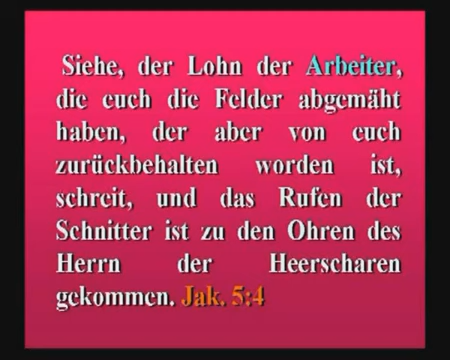 Siehe, der Lohn der Arbeiter,
die euch die Felder abgemäht
haben, der aber von euch
zurückbehalten worden ist,
schreit, und das Rufen der
Schnitter ist zu den Ohren des
Herrn der Heerscharen
gekommen. Jak. 5:4